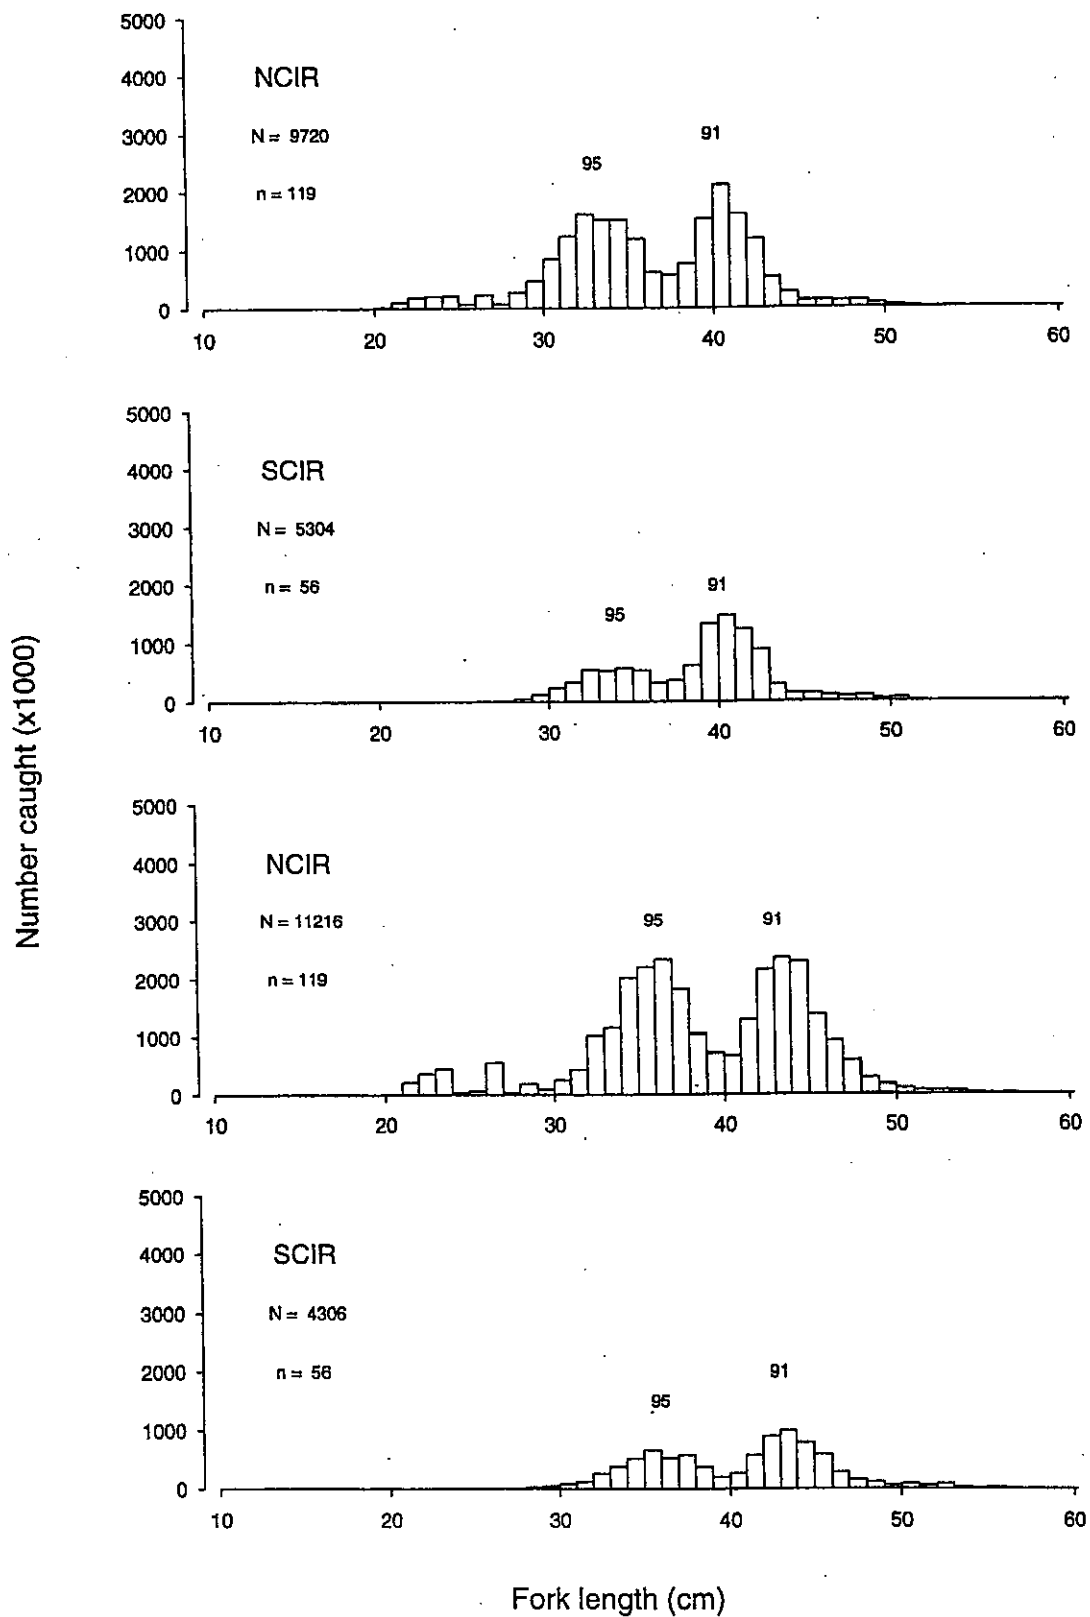 Number caught (x1000)
5000
4000
3000
2000
1000
0
NCIR
N = 9720
n = 119
95
91
10 20 30 40 50 60
5000
4000
3000
2000
1000
0
SCIR
N = 5304
n = 56
95
91
10 20 30 40 50 60
5000
4000
3000
2000
1000
0
NCIR
N = 11216
n = 119
95
91
10 20 30 40 50 60
5000
4000
3000
2000
1000
0
SCIR
N = 4306
n = 56
95
91
10 20 30 40 50 60
Fork length (cm)